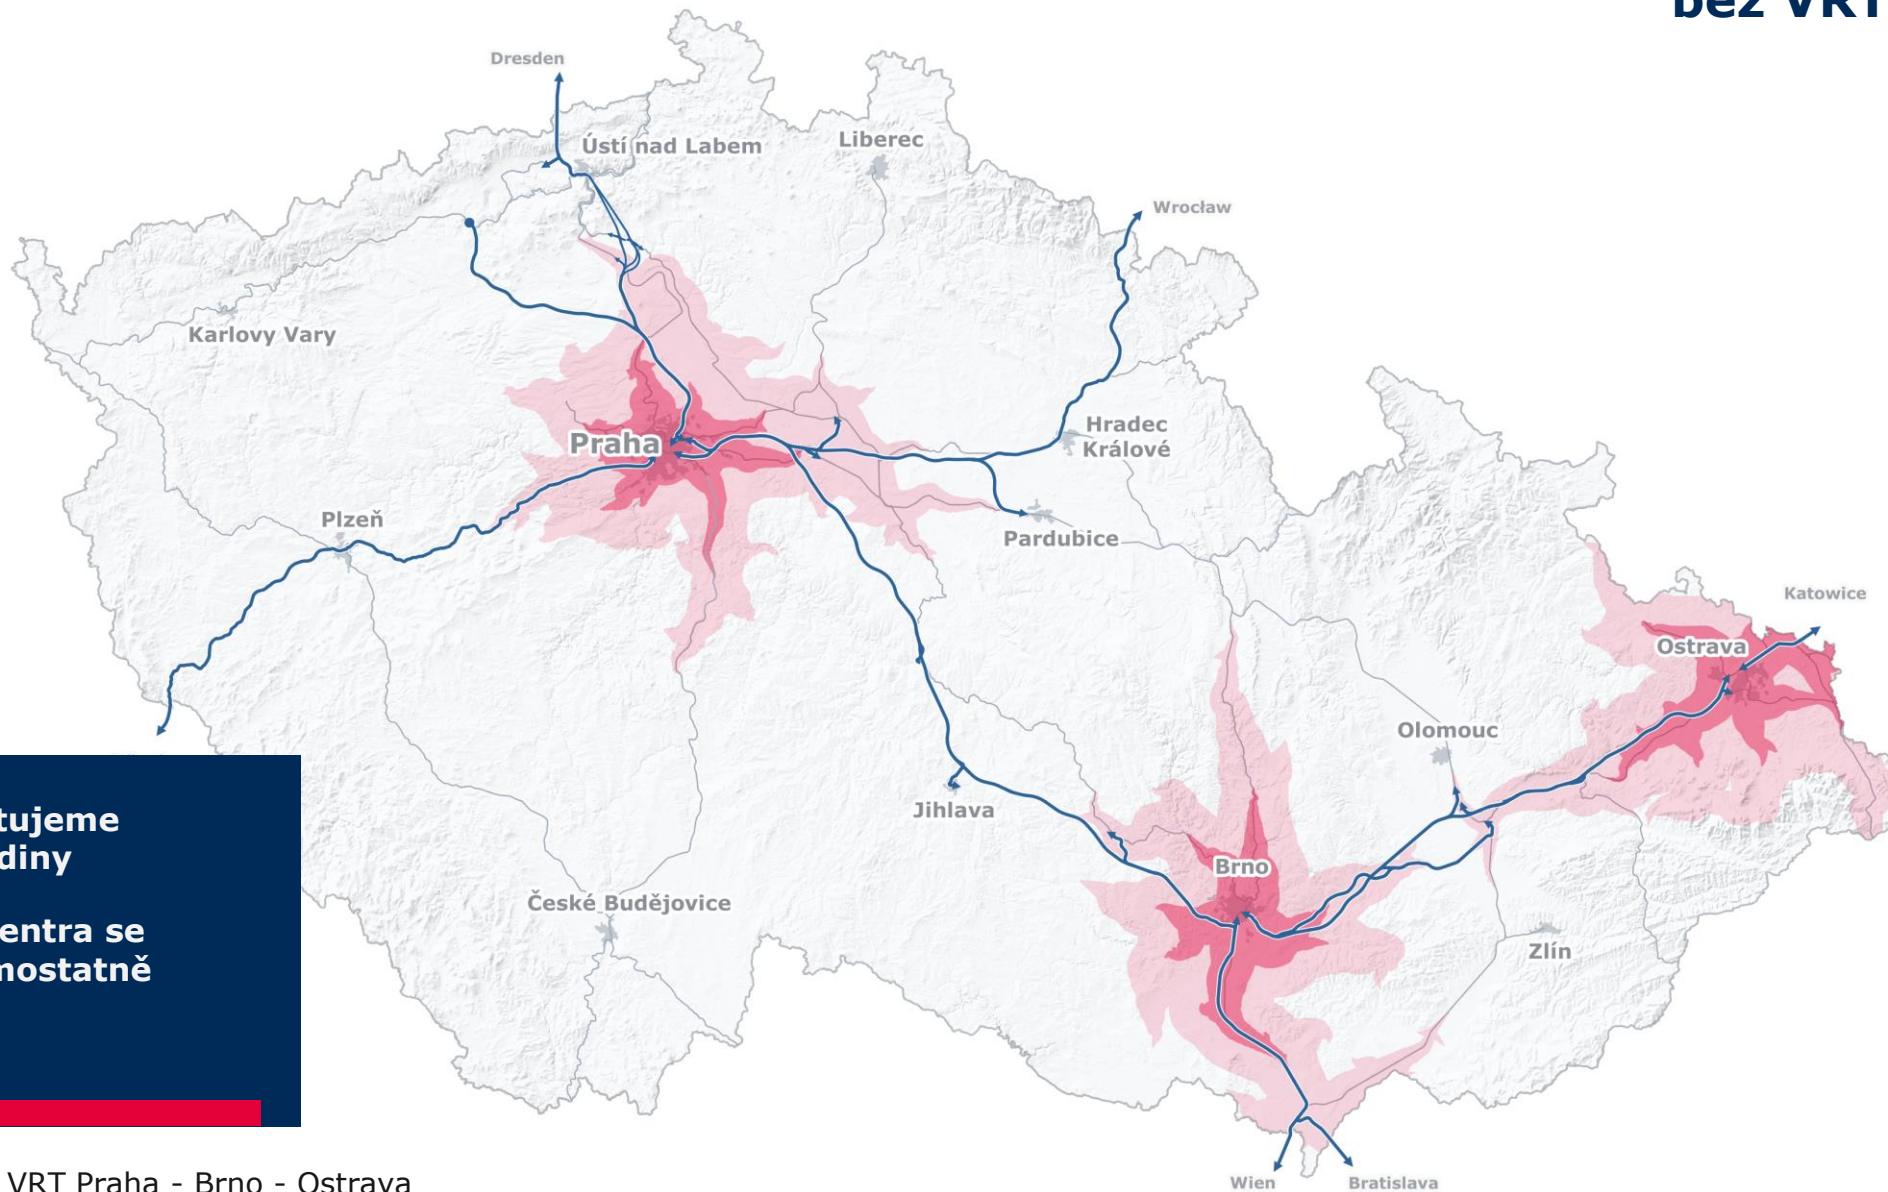 bez VRT
Dresden
Ústí nad Labem
Liberec
Wrocław
Karlovy Vary
Praha
Hradec
Králové
Plzeň
Pardubice
Katowice
Ostrava
Olomouc
Jihlava
Brno
České Budějovice
Zlín
Wien
Bratislava
tujeme
diny
entra se
mostatně
VRT Praha - Brno - Ostrava